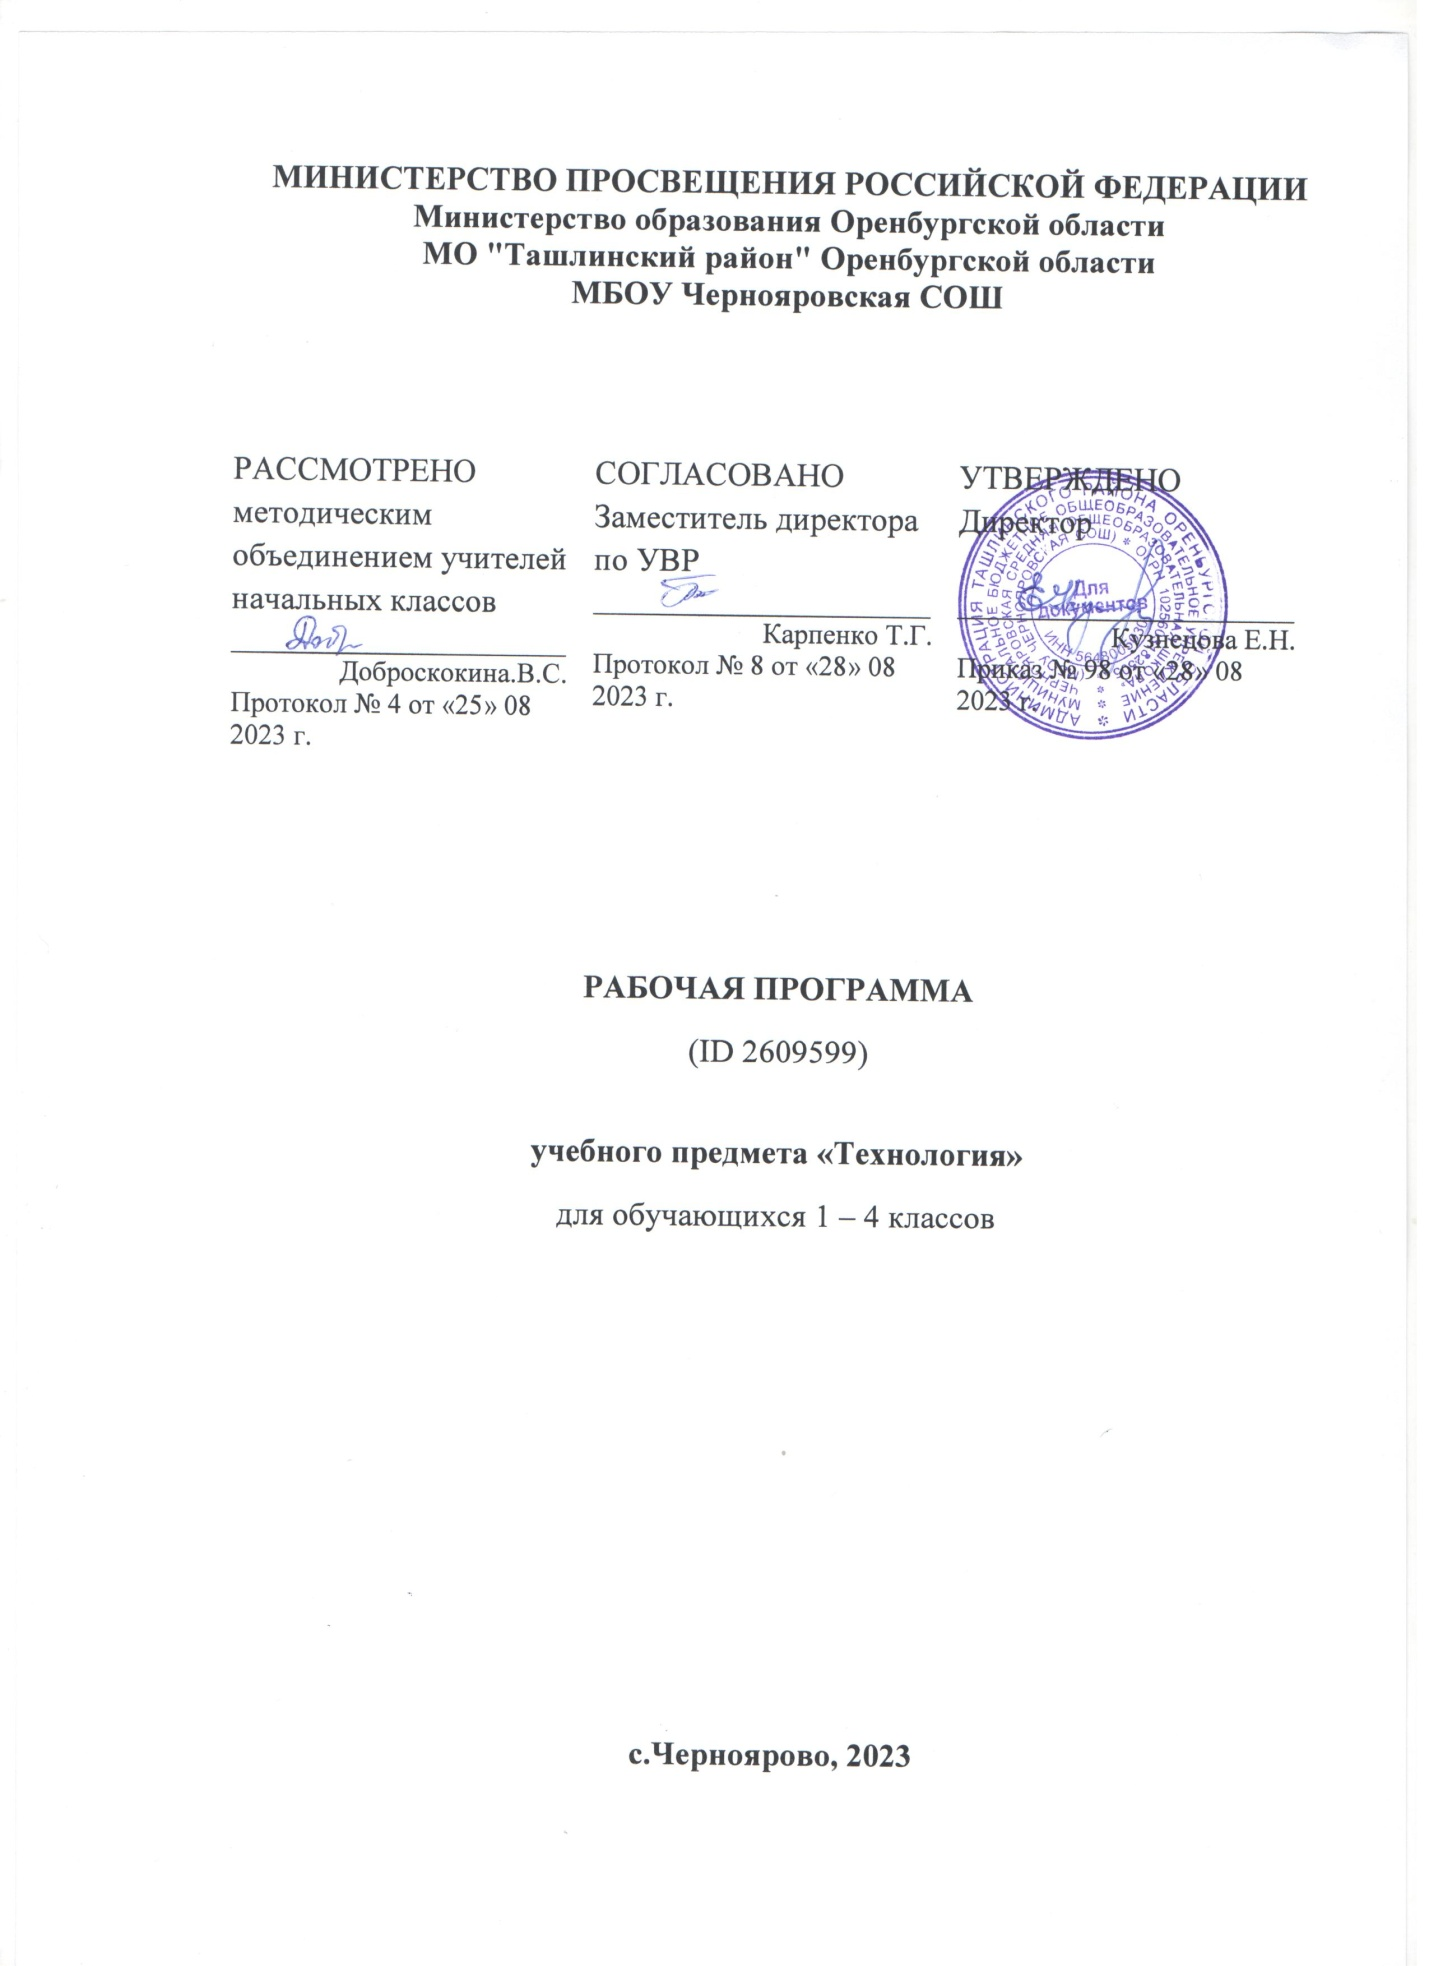 МИНИСТЕРСТВО ПРОСВЕЩЕНИЯ РОССИЙСКОЙ ФЕДЕРАЦИИ
Министерство образования Оренбургской области
МО "Ташлинский район" Оренбургской области
МБОУ Чернояровская СОШ
РАССМОТРЕНО
методическим
объединением учителей
начальных классов
Доброскокина.В.С.
Протокол № 4 от «25» 08
2023 г.
СОГЛАСОВАНО
Заместитель директора
по УВР
Карпенко Т.Г.
Протокол № 8 от «28» 08
2023 г.
УТВЕРЖДЕНО
Директор
Для
документов
Кузнецова Е.Н.
Приказ № 98 от «28» 08
2023 г.
РАБОЧАЯ ПРОГРАММА
(ID 2609599)
учебного предмета «Технология»
для обучающихся 1 – 4 классов
с.Черноярово, 2023